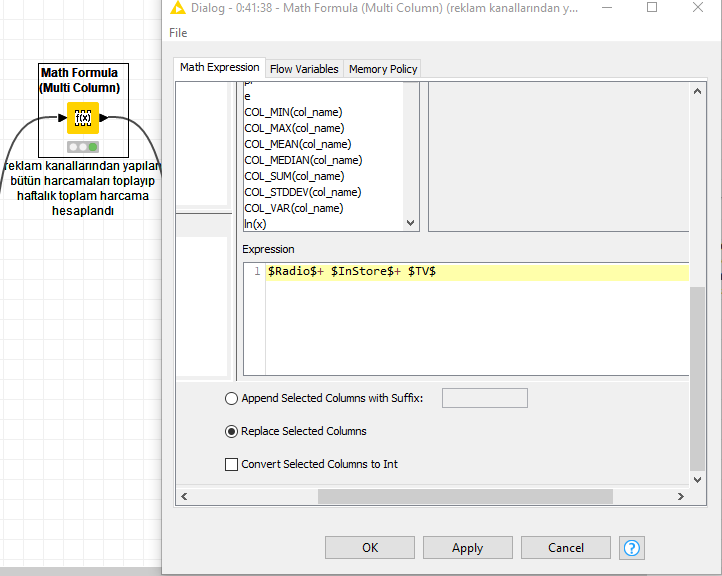 Dialog - 0:41:38 - Math Formula (Multi Column) (reklam kanallarından y...
File
Math Formula
(Multi Column)
f(x)
reklam kanallarından yapılan
bütün harcamaları toplayıp
haftalık toplam harcama
hesaplandı
Math Expression Flow Variables Memory Policy
e
COL_MIN(col_name)
COL_MAX(col_name)
COL_MEAN(col_name)
COL_MEDIAN(col_name)
COL_SUM(col_name)
COL_STDDEV(col_name)
COL_VAR(col_name)
ln(x)
Expression
1 $Radio$+ $InStore$+ $TV$
Append Selected Columns with Suffix:
Replace Selected Columns
Convert Selected Columns to Int
OK Apply Cancel ?